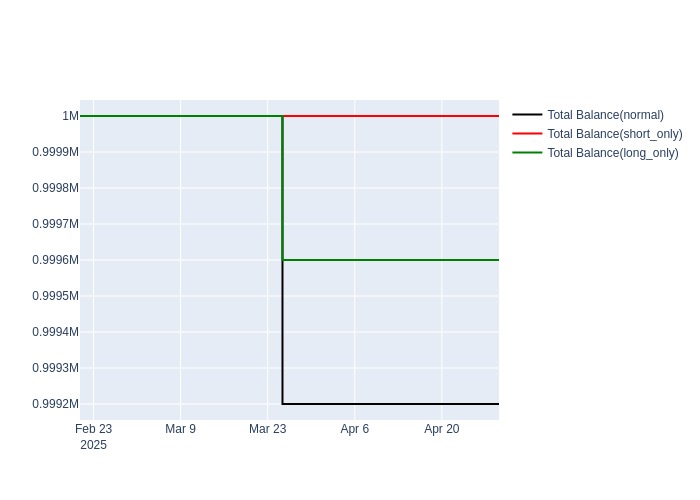 1M
0.9999M
0.9998M
0.9997M
0.9996M
0.9995M
0.9994M
0.9993M
0.9992M
Feb 23
2025
Mar 9
Mar 23
Apr 6
Apr 20
Total Balance(normal)
Total Balance(short_only)
Total Balance(long_only)